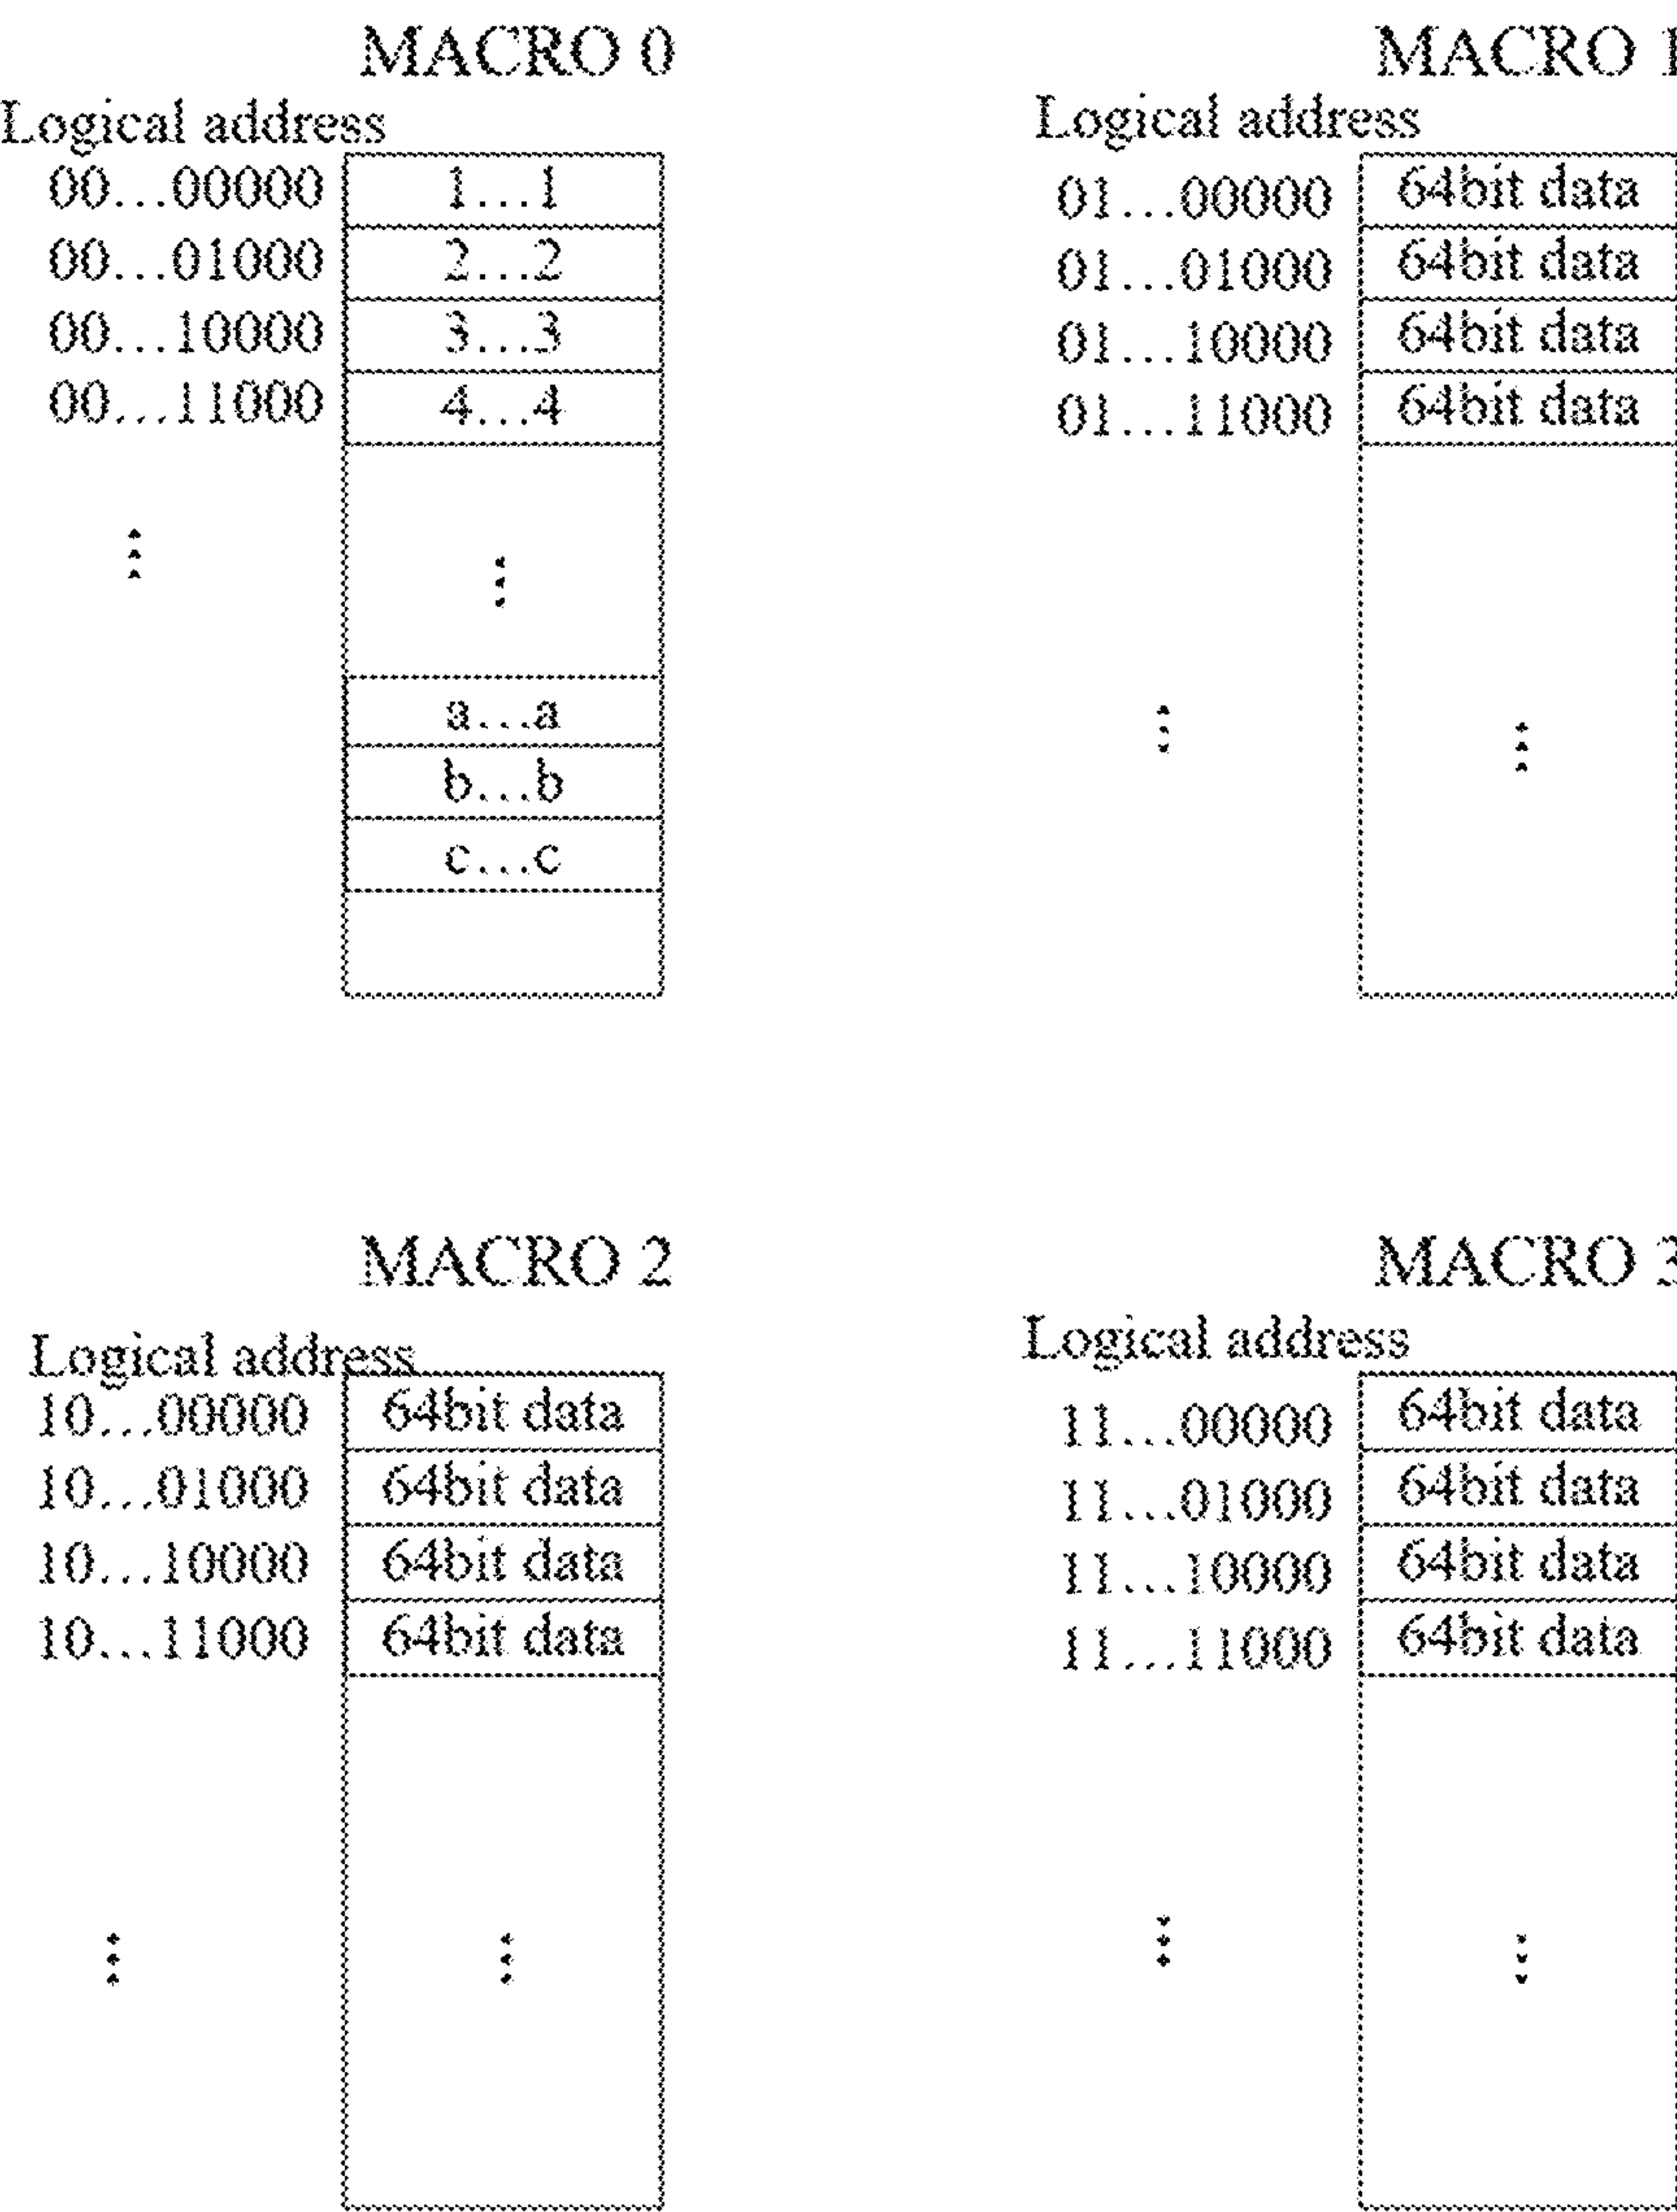 MACRO 0
Logical address
00...00000 1...1
00...01000 2...2
00...10000 3...3
00...11000 4...4
a...a
b...b
c...c
MACRO 1
Logical address
01...00000 64bit data
01...01000 64bit data
01...10000 64bit data
01...11000 64bit data
MACRO 2
Logical address
10...00000 64bit data
10...01000 64bit data
10...10000 64bit data
10...11000 64bit data
MACRO 3
Logical address
11...00000 64bit data
11...01000 64bit data
11...10000 64bit data
11...11000 64bit data